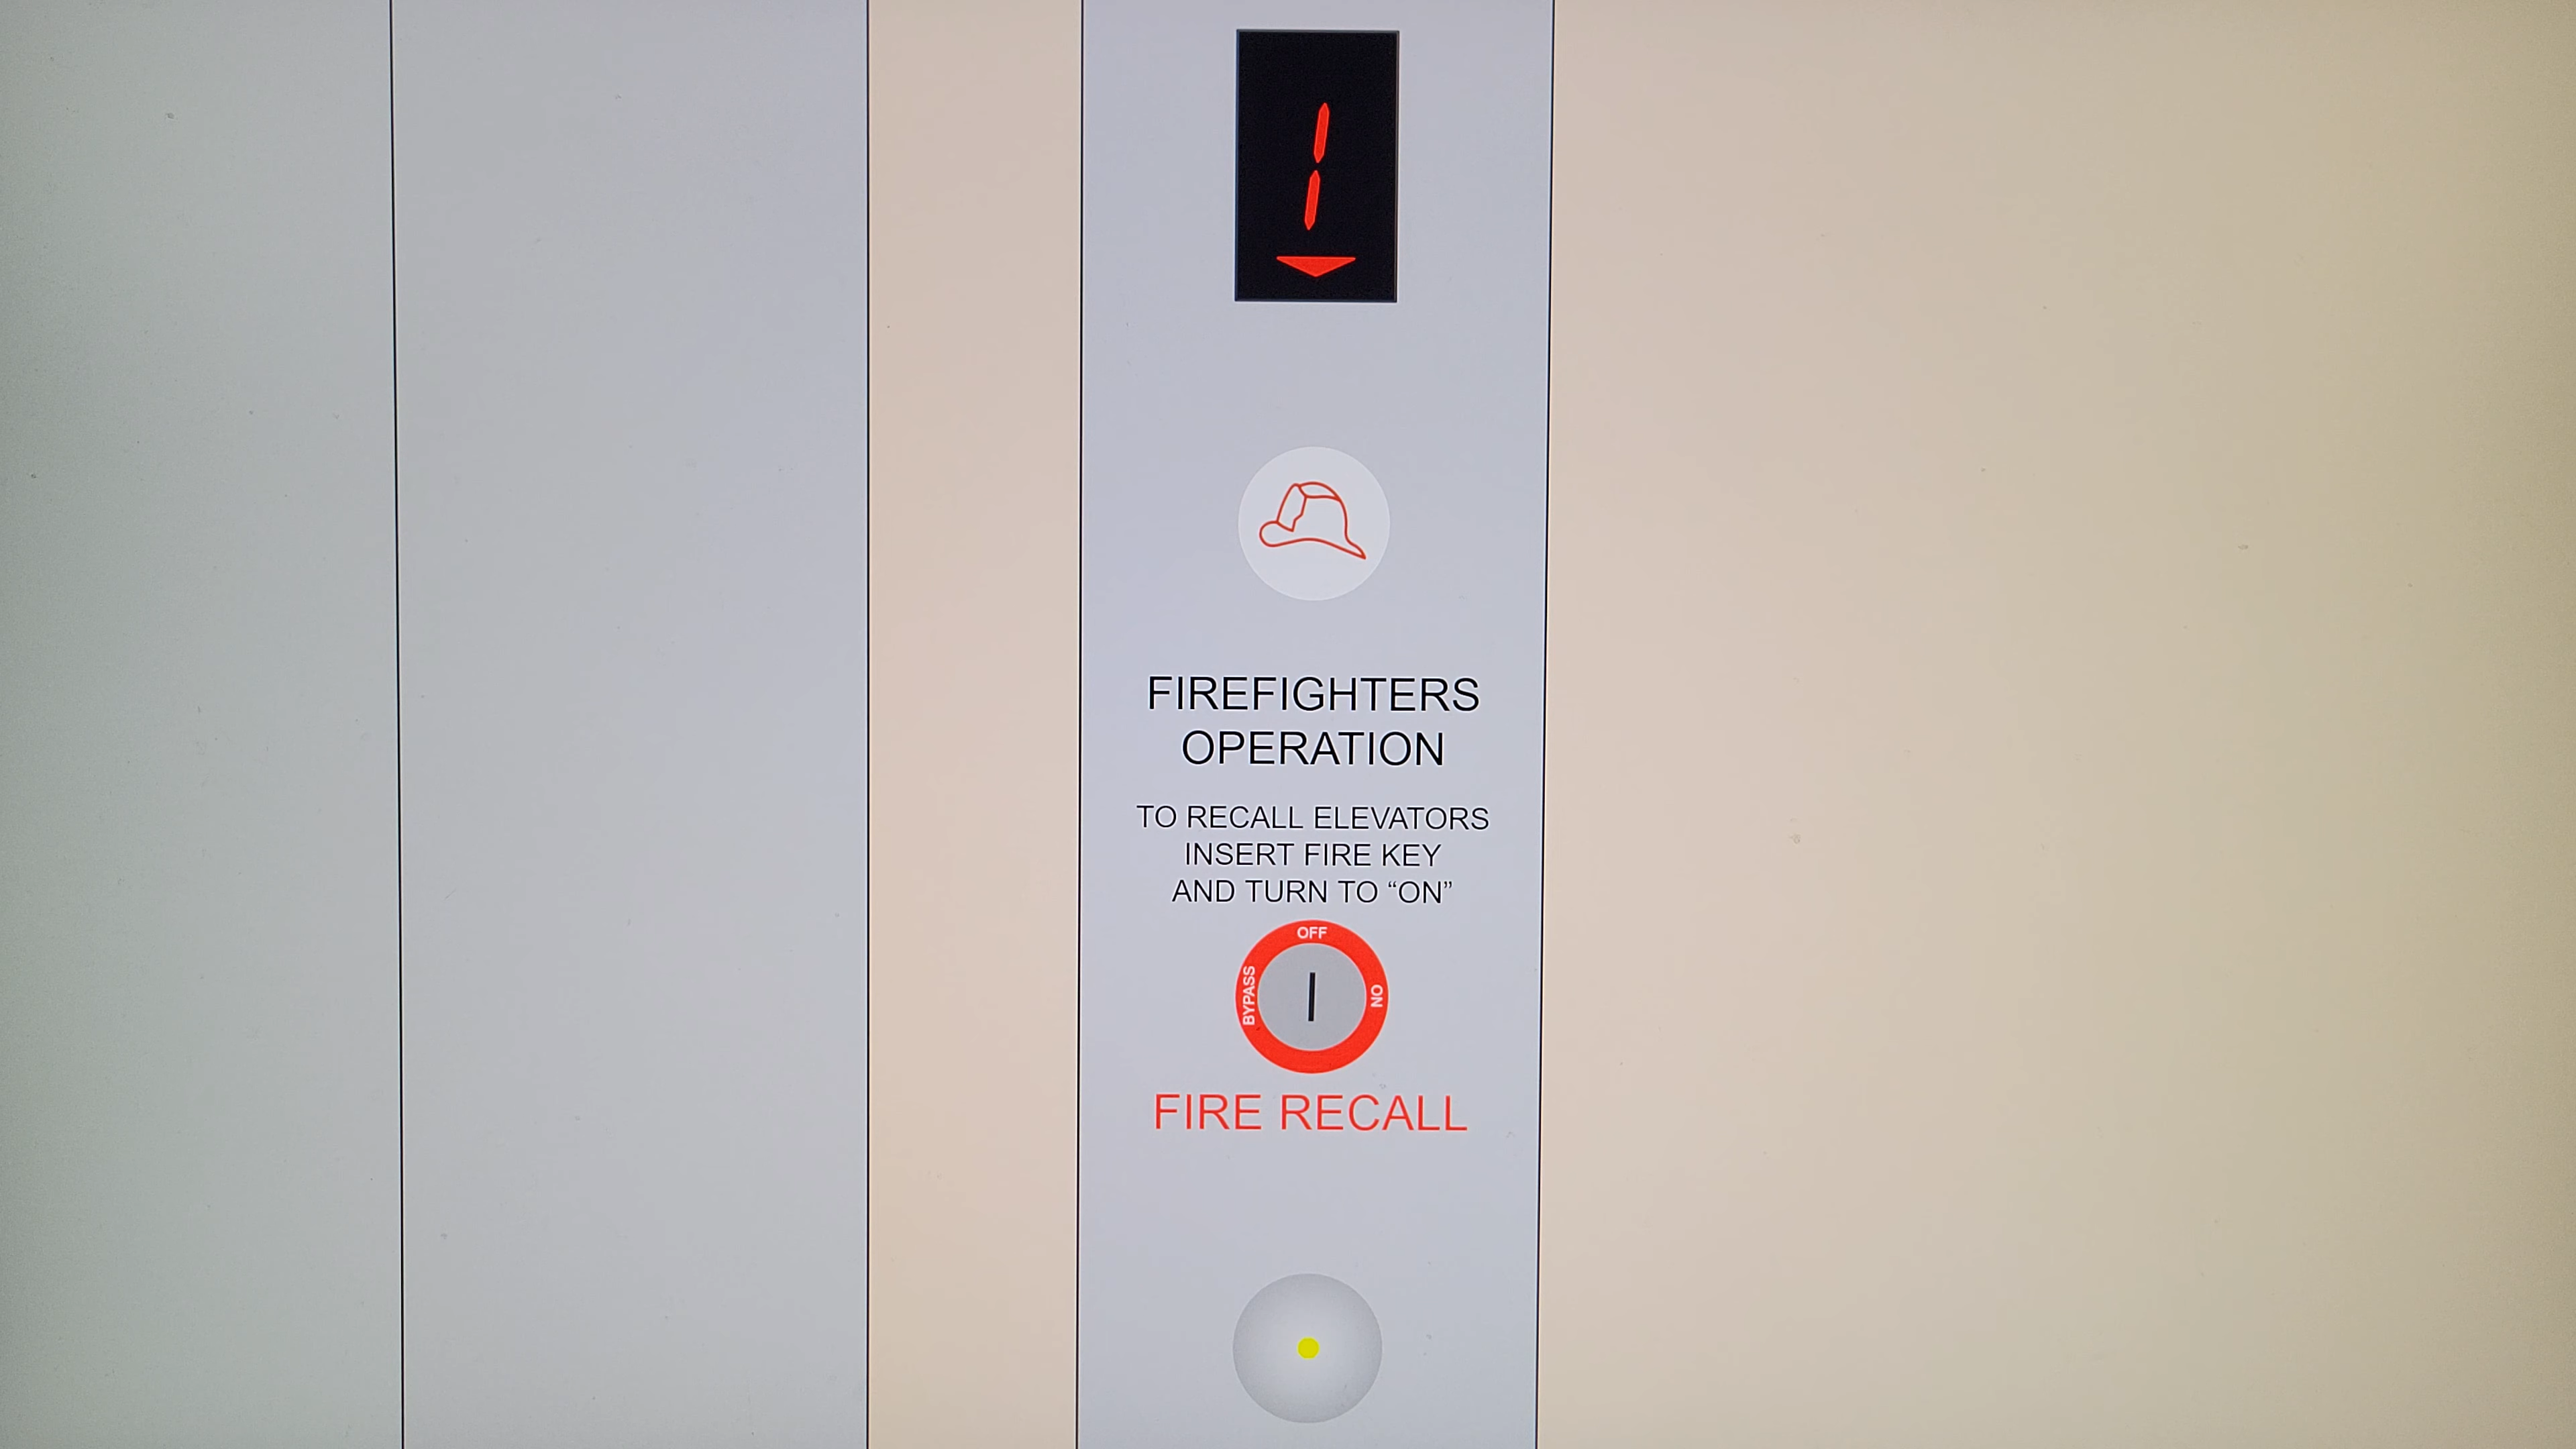 1
FIREFIGHTERS
OPERATION
TO RECALL ELEVATORS
INSERT FIRE KEY
AND TURN TO “ON”
OFF
BYPASS
ON
FIRE RECALL